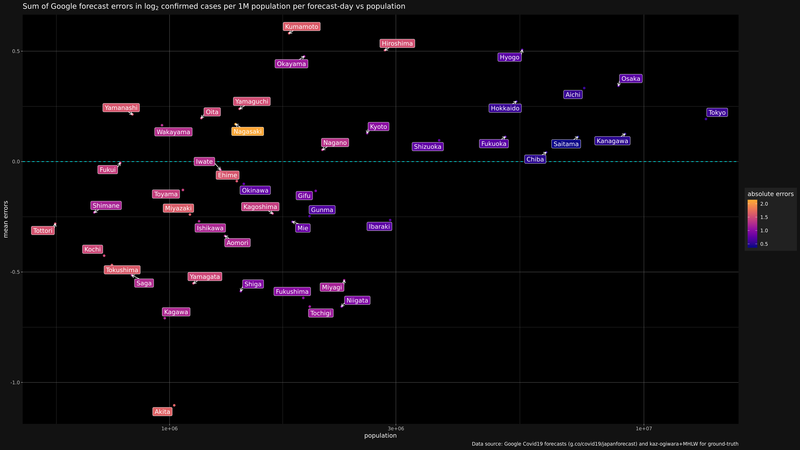 Sum of Google forecast errors in log₂ confirmed cases per 1M population per forecast-day vs population
Kumamoto
Hiroshima
0.5
Hyogo
Okayama
Osaka
Aichi
Yamaguchi
Yamanashi
Hokkaido
Oita
Tokyo
Kyoto
Wakayama
Nagasaki
Nagano
Kanagawa
Shizuoka
Fukuoka
Saitama
0.0
Iwate
Chiba
Fukui
Ehime
Okinawa
Toyama
Gifu
Shimane
Miyazaki
Kagoshima
Gunma
absolute errors
2.0
1.5
1.0
0.5
mean errors
Tottori
Ishikawa
Mie
Ibaraki
Aomori
Kochi
-0.5
Tokushima
Yamagata
Saga
Shiga
Miyagi
Fukushima
Niigata
Kagawa
Tochigi
-1.0
Akita
1e+06
3e+06
1e+07
population
Data source: Google Covid19 forecasts (g.co/covid19/japanforecast) and kaz-ogiwara+MHLW for ground-truth